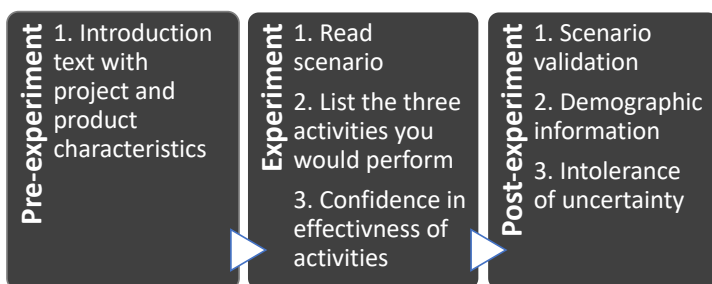 Pre-experiment
1. Introduction
text with
project and
product
characteristics
Experiment
1. Read
scenario
2. List the three
activities you
would perform
3. Confidence in
effectivness of
activities
Post-experiment
1. Scenario
validation
2. Demographic
information
3. Intolerance
of uncertainty